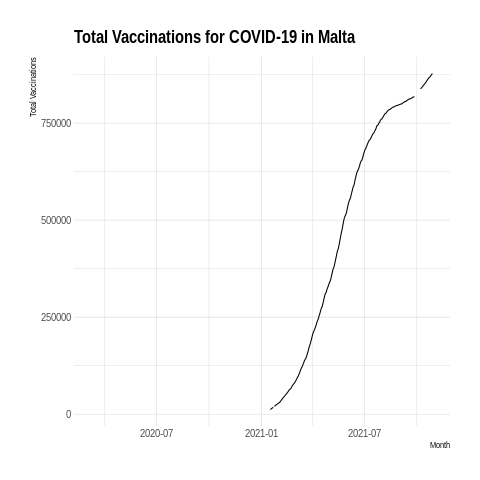 Total Vaccinations for COVID-19 in Malta
Total Vaccinations
750000
500000
250000
0
2020-07
2021-01
2021-07
Month